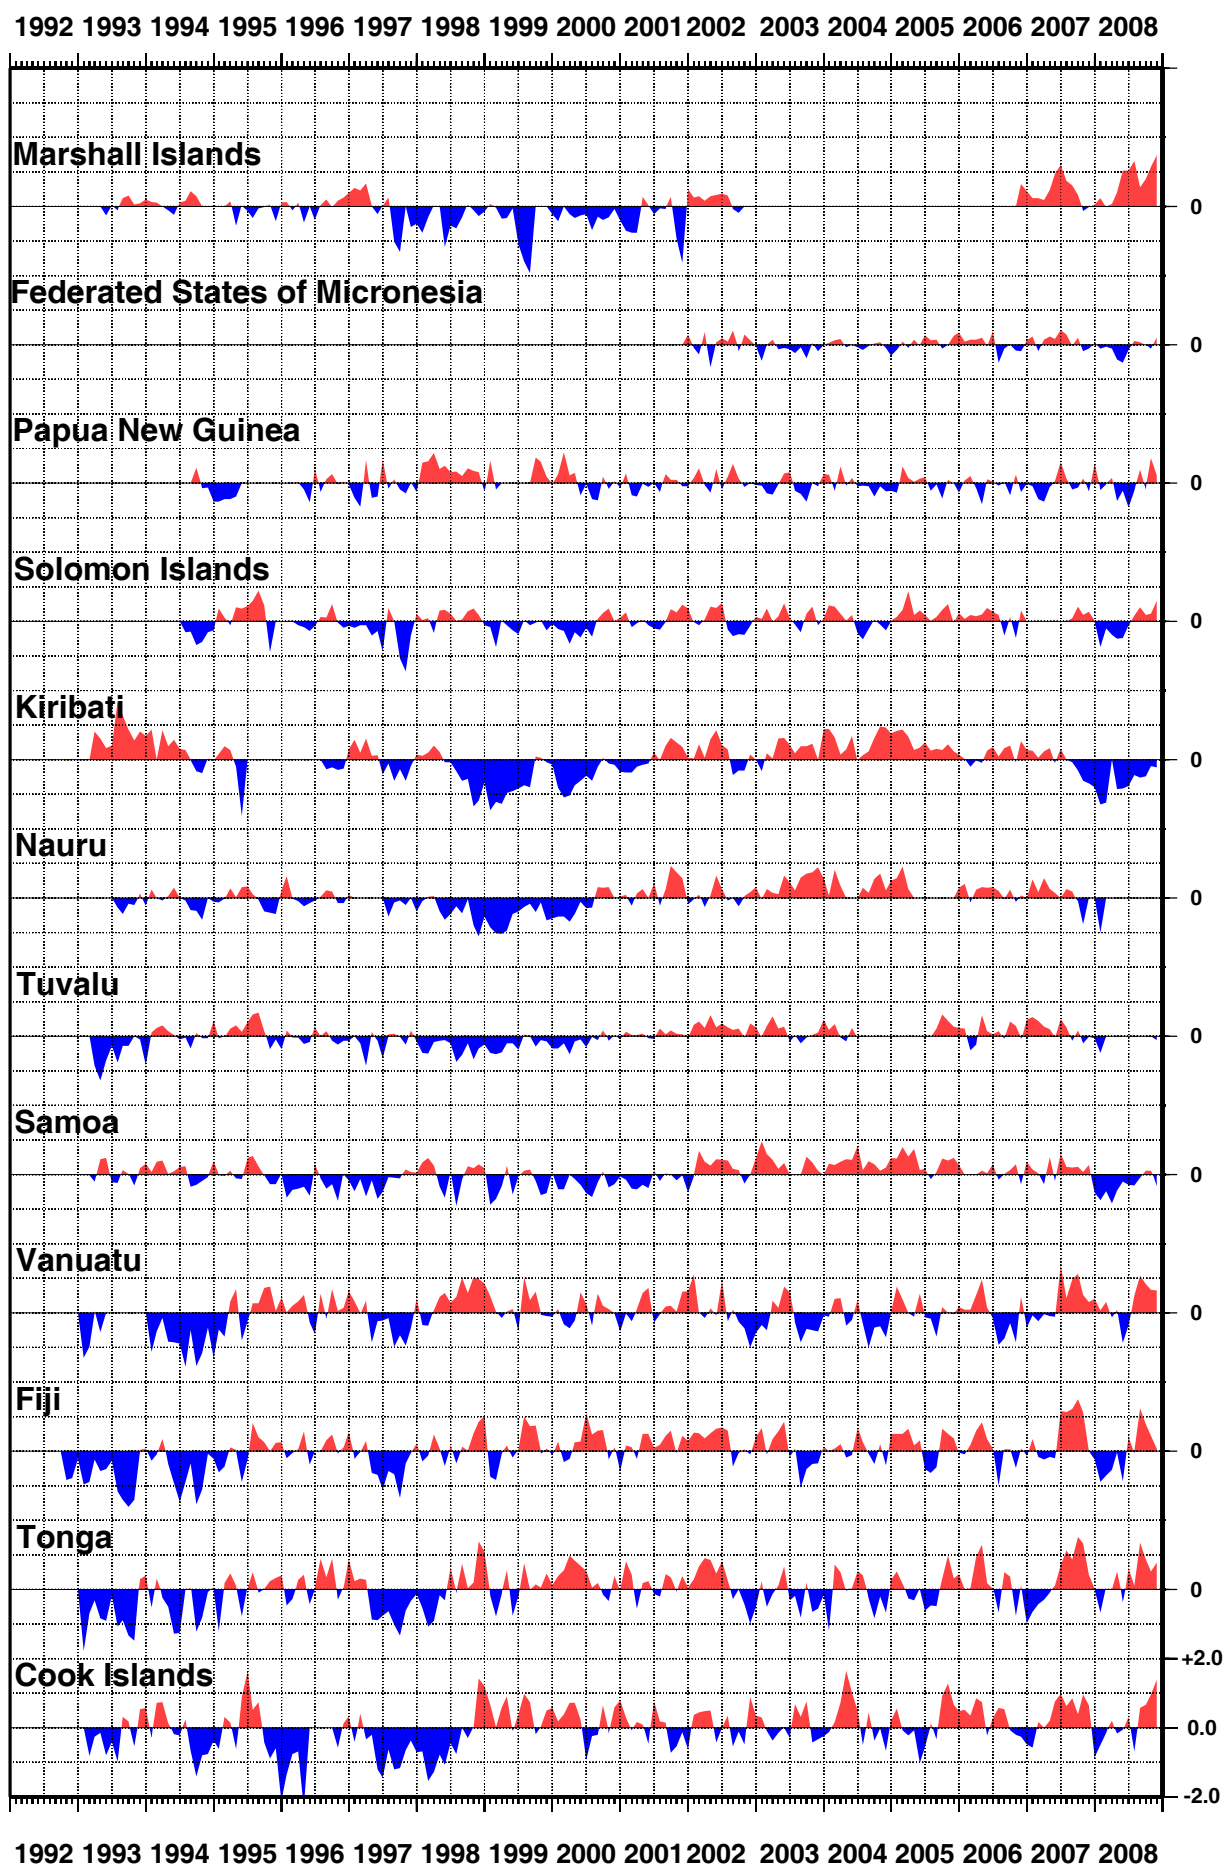 1992 1993 1994 1995 1996 1997 1998 1999 2000 2001 2002 2003 2004 2005 2006 2007 2008
Marshall Islands
0
Federated States of Micronesia
0
Papua New Guinea
0
Solomon Islands
0
Kiribati
0
Nauru
0
Tuvalu
0
Samoa
0
Vanuatu
0
Fiji
0
Tonga
0
+2.0
Cook Islands
0.0
-2.0
1992 1993 1994 1995 1996 1997 1998 1999 2000 2001 2002 2003 2004 2005 2006 2007 2008